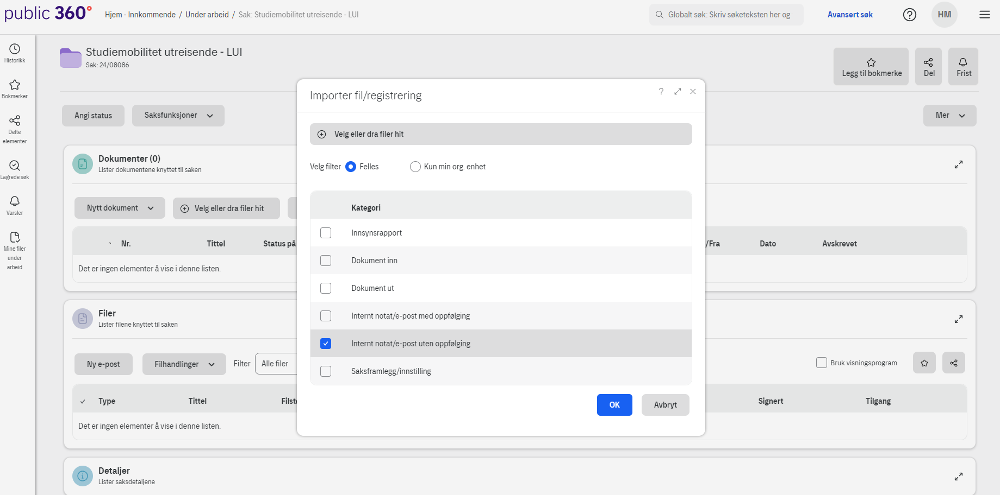 public 360°
Hjem - Innkommende / Under arbeid / Sak: Studiemobilitet utreisende - LUI
Globalt søk: Skriv søketeksten her og
Avansert søk
HM
Historikk
Bokmerker
Delte
elementer
Lagrede søk
Varsler
Mine filer
under
arbeid
Studiemobilitet utreisende - LUI
Sak: 24/08086
Legg til bokmerke
Del
Frist
Angi status
Saksfunksjoner
Mer
Dokumenter (0)
Lister dokumentene knyttet til saken
Nytt dokument
Velg eller dra filer hit
Nr. Tittel Status på /Fra Dato Avskrevet
Det er ingen elementer å vise i denne listen.
Filer
Lister filene knyttet til saken
Ny e-post
Filhandlinger
Filter
Alle filer
Bruk visningsprogram
Type Tittel Signert Tilgang
Det er ingen elementer å vise i denne listen.
Detaljer
Lister saksdetaljene
Importer fil/registrering
?
Velg eller dra filer hit
Velg filter Felles Kun min org. enhet
Kategori
Innsynsrapport
Dokument inn
Dokument ut
Internt notat/e-post med oppfølging
Internt notat/e-post uten oppfølging
Saksframlegg/innstilling
OK
Avbryt